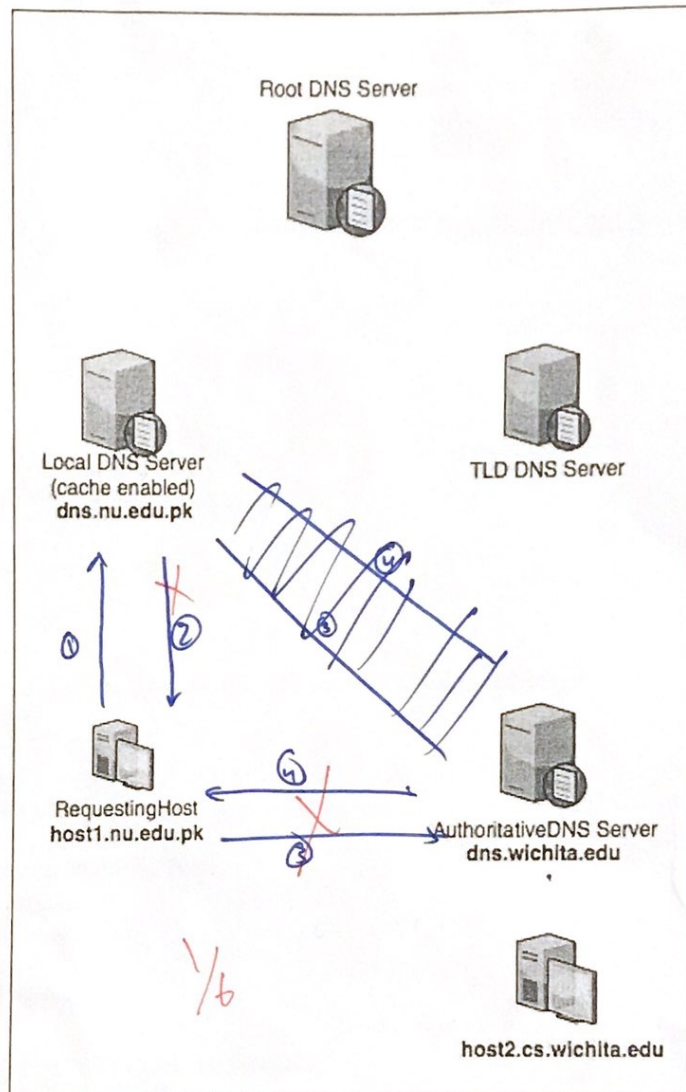 Root DNS Server
Local DNS Server
(cache enabled)
dns.nu.edu.pk
TLD DNS Server
④
③
①
②
④
RequestingHost
host1.nu.edu.pk
AuthoritativeDNS Server
dns.wichita.edu
③
1/6
host2.cs.wichita.edu